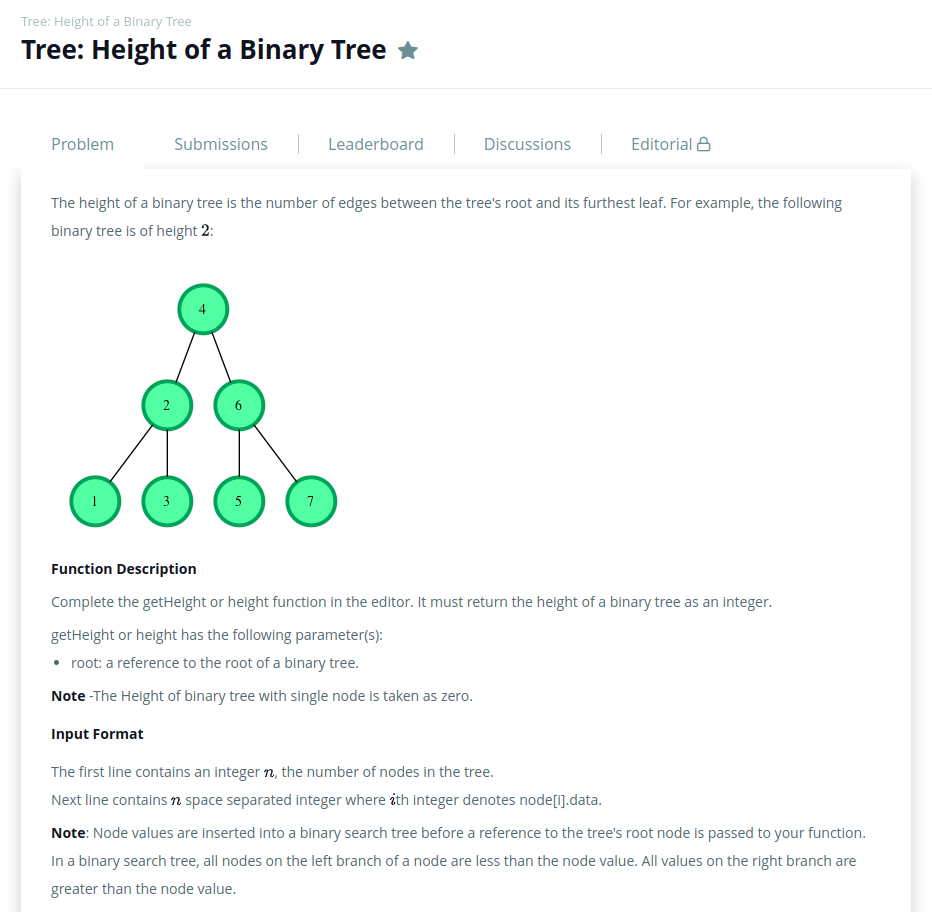 Tree: Height of a Binary Tree
Tree: Height of a Binary Tree
Problem
Submissions
Leaderboard
Discussions
Editorial
The height of a binary tree is the number of edges between the tree's root and its furthest leaf. For example, the following
binary tree is of height 2:
4
2
6
1
3
5
7
Function Description
Complete the getHeight or height function in the editor. It must return the height of a binary tree as an integer.
getHeight or height has the following parameter(s):
• root: a reference to the root of a binary tree.
Note -The Height of binary tree with single node is taken as zero.
Input Format
The first line contains an integer n, the number of nodes in the tree.
Next line contains n space separated integer where ith integer denotes node[i].data.
Note: Node values are inserted into a binary search tree before a reference to the tree's root node is passed to your function.
In a binary search tree, all nodes on the left branch of a node are less than the node value. All values on the right branch are
greater than the node value.